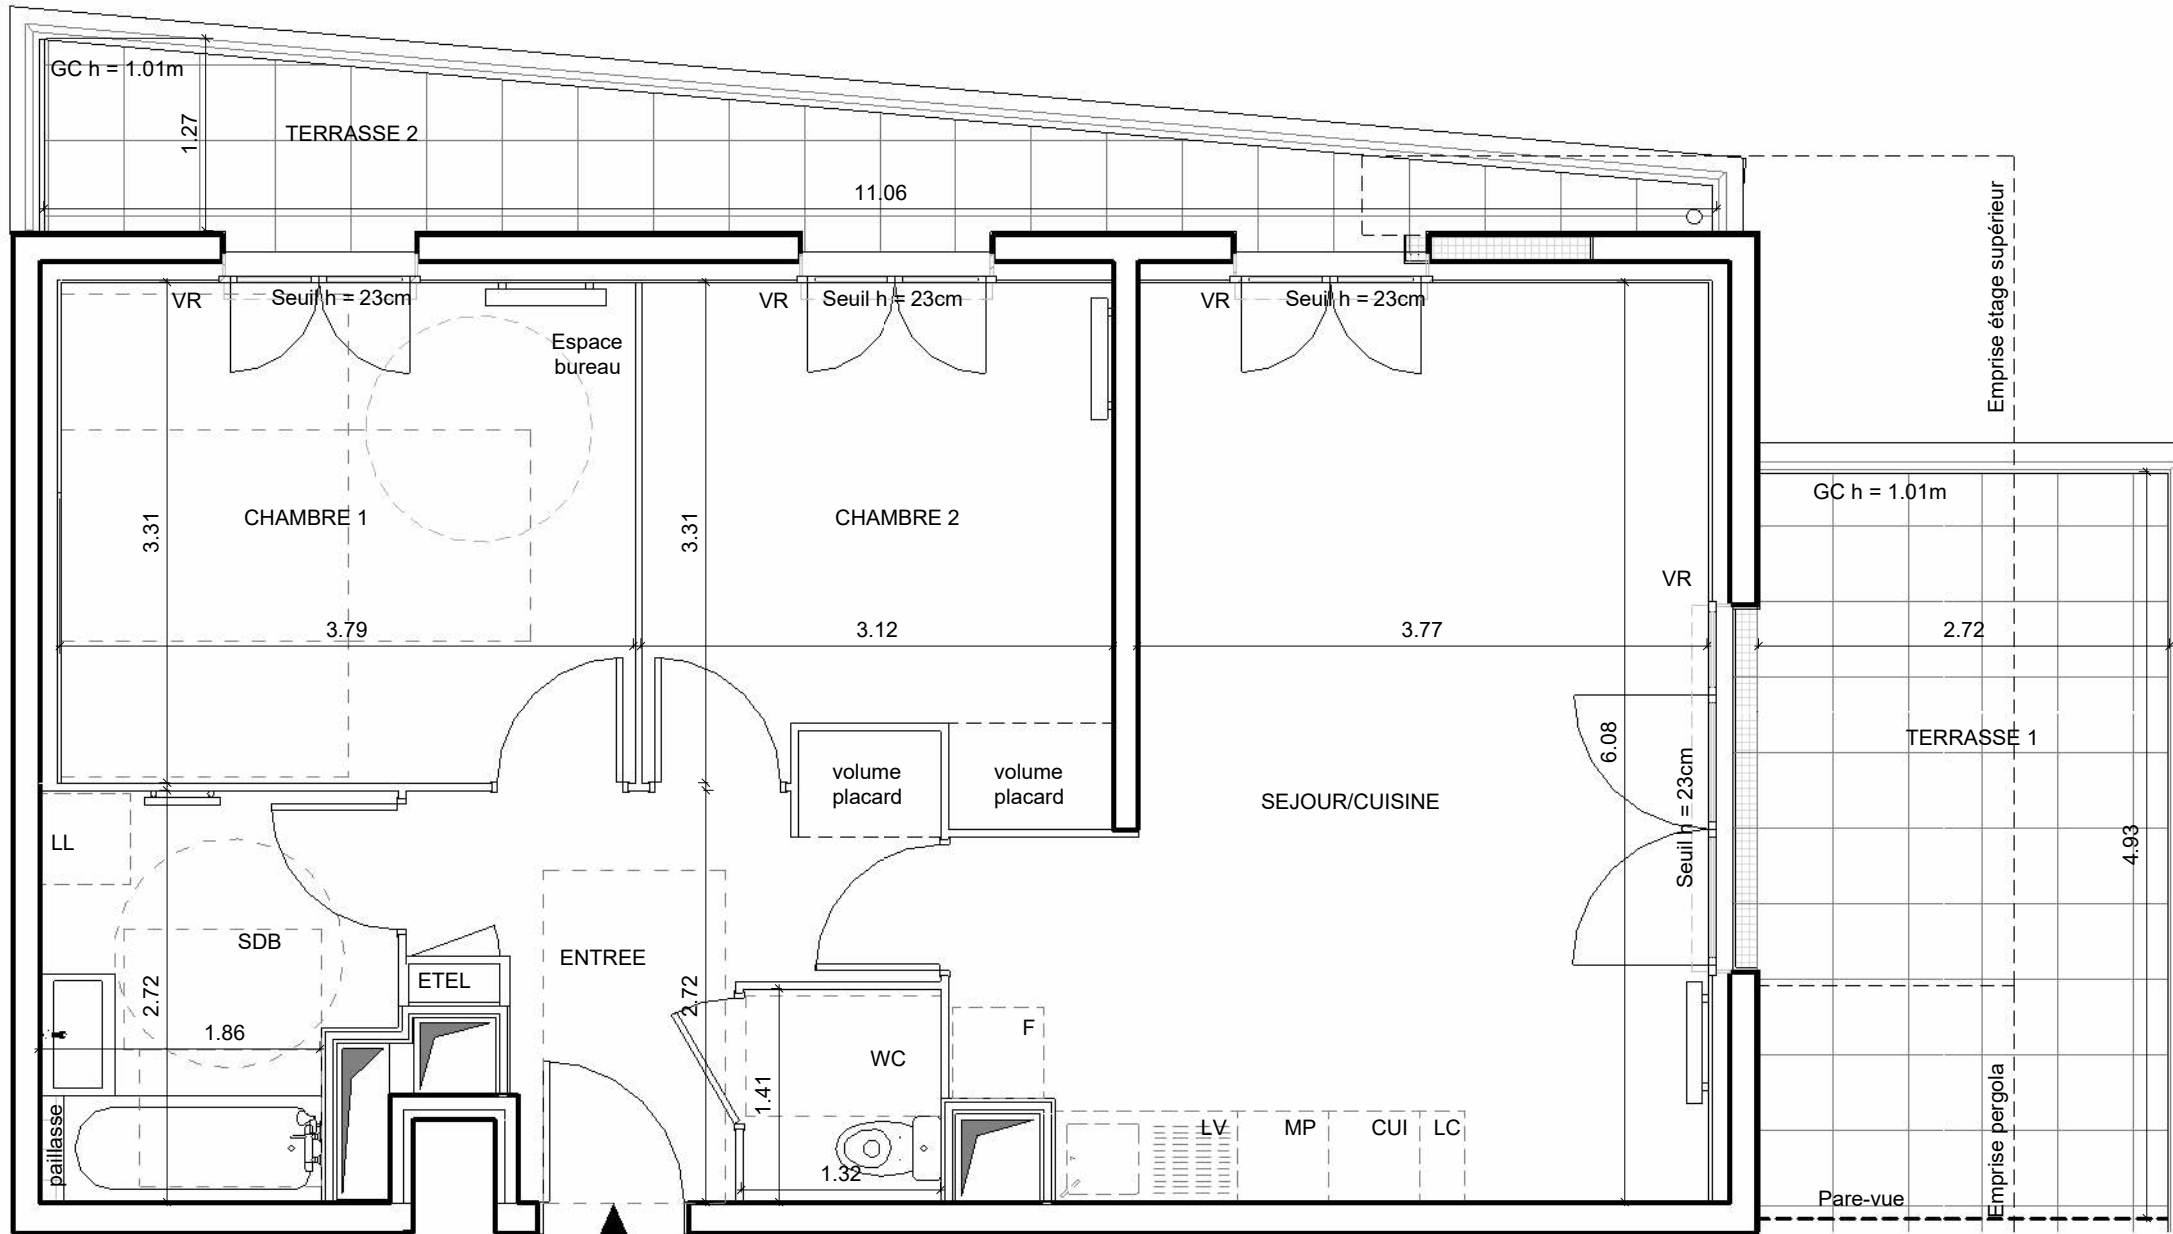 GC h = 1.01m
1.27
TERRASSE 2
11.06
Emprise étage supérieur
VR
Seuil h = 23cm
VR
Seuil h = 23cm
VR
Seuil h = 23cm
Espace
bureau
GC h = 1.01m
CHAMBRE 1
3.31
CHAMBRE 2
3.31
VR
3.79
3.12
3.77
2.72
TERRASSE 1
6.08
Seuil h = 23cm
volume
placard
volume
placard
SEJOUR/CUISINE
4.93
LL
SDB
ENTREE
ETEL
2.72
2.72
1.86
F
WC
1.41
paillasse
1.32
LV
MP
CUI
LC
Emprise pergola
Pare-vue